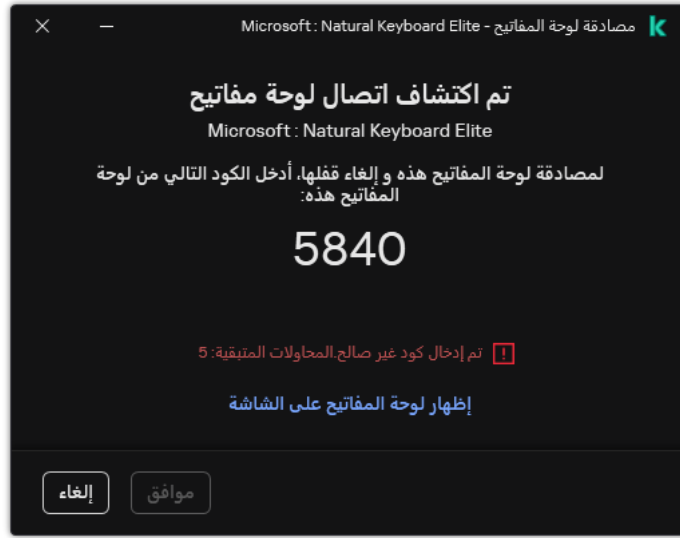 مصادقة لوحة المفاتيح - Microsoft : Natural Keyboard Elite
تم اكتشاف اتصال لوحة مفاتيح
Microsoft : Natural Keyboard Elite
لمصادقة لوحة المفاتيح هذه و إلغاء قفلها، أدخل الكود التالي من لوحة
المفاتيح هذه:
5840
تم إدخال كود غير صالح.المحاولات المتبقية: 5
إظهار لوحة المفاتيح على الشاشة
موافق
إلغاء